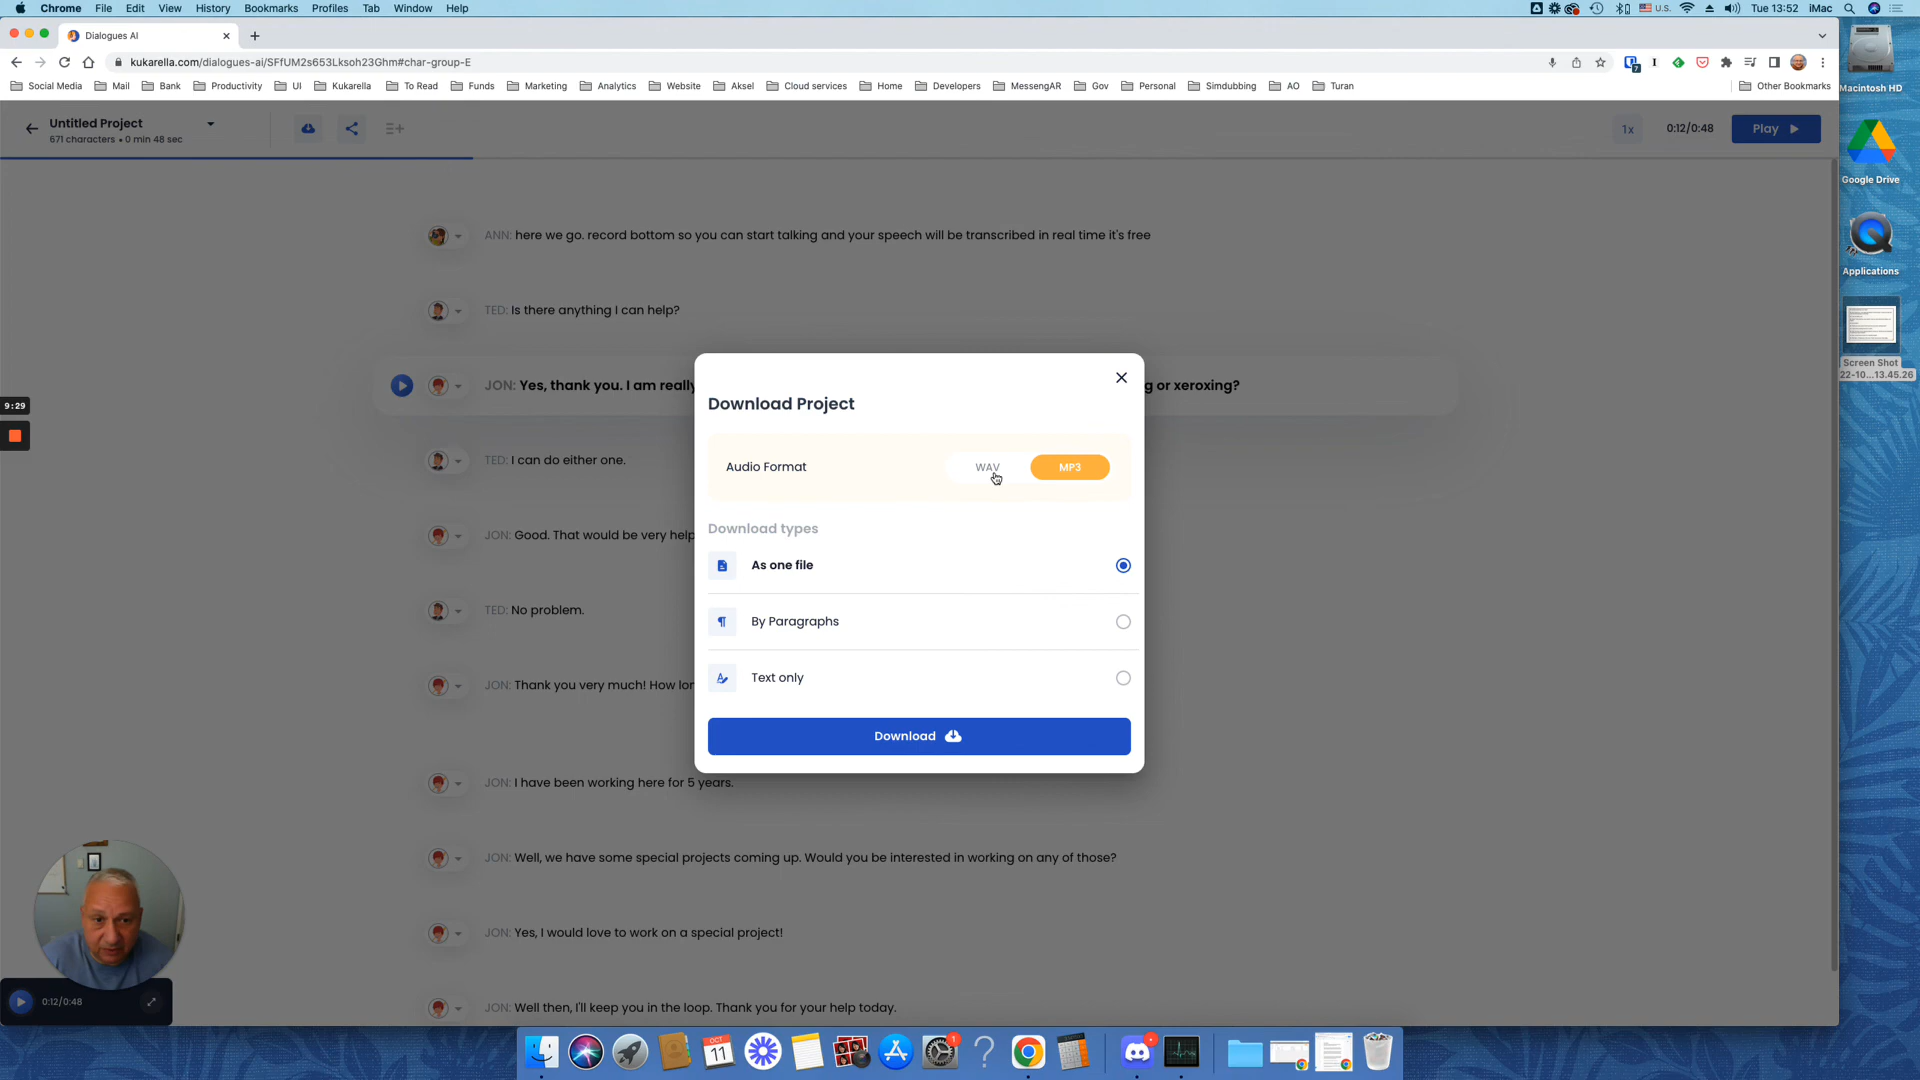 Chrome File Edit View History Bookmarks Profiles Tab Window Help
U.S. Tue 13:52 iMac
Dialogues AI
kukarella.com/dialogues-ai/SFfUM2s653Lksoh23Ghm#char-group-E
7
Social Media Mail Bank Productivity UI Kukarella To Read Funds Marketing Analytics Website Aksel Cloud services Home Developers MessengAR Gov Personal Simdubbing AO Turan Other Bookmarks
Macintosh HD
Untitled Project
671 characters • 0 min 48 sec
1x 0:12/0:48 Play
Google Drive
ANN: here we go. record bottom so you can start talking and your speech will be transcribed in real time it's free
Applications
TED: Is there anything I can help?
Screen Shot
22-10...13.45.26
JON: Yes, thank you. I am really
g or xeroxing?
9:29
Download Project
TED: I can do either one.
Audio Format WAV MP3
Download types
JON: Good. That would be very help
As one file
TED: No problem.
By Paragraphs
JON: Thank you very much! How lon
Text only
Download
JON: I have been working here for 5 years.
JON: Well, we have some special projects coming up. Would you be interested in working on any of those?
JON: Yes, I would love to work on a special project!
0:12/0:48
JON: Well then, I'll keep you in the loop. Thank you for your help today.
OCT
11
1